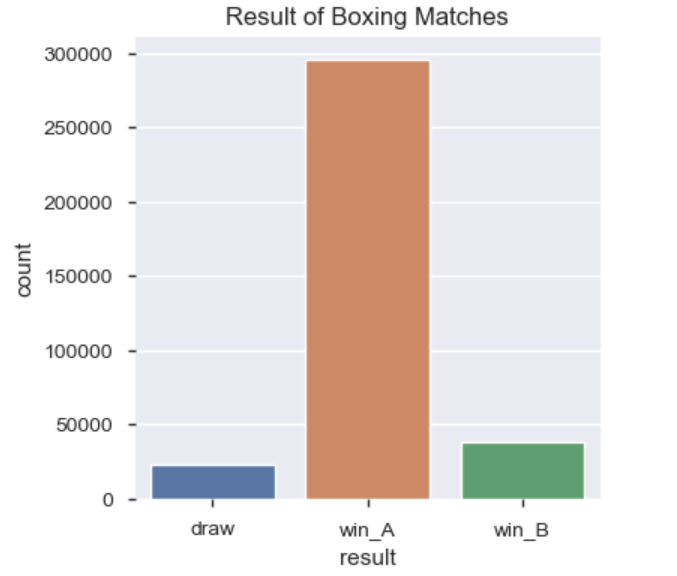 Result of Boxing Matches
300000
250000
200000
150000
100000
50000
0
count
draw win_A win_B
result